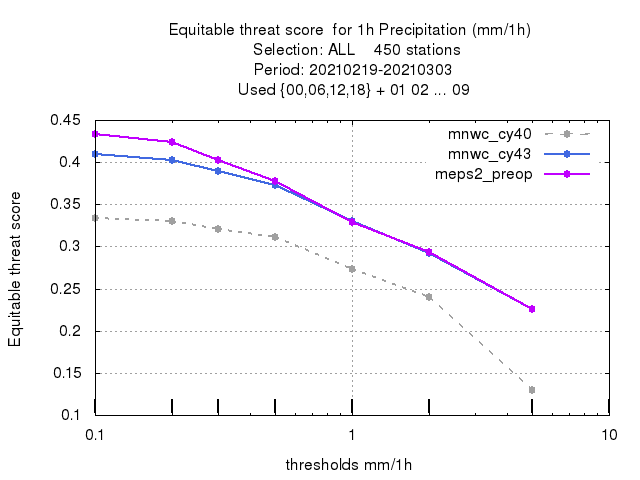 Equitable threat score for 1h Precipitation (mm/1h)
Selection: ALL 450 stations
Period: 20210219-20210303
Used {00,06,12,18} + 01 02 ... 09
mnwc_cy40
mnwc_cy43
meps2_preop
Equitable threat score
0.45
0.4
0.35
0.3
0.25
0.2
0.15
0.1
0.1 1 10
thresholds mm/1h